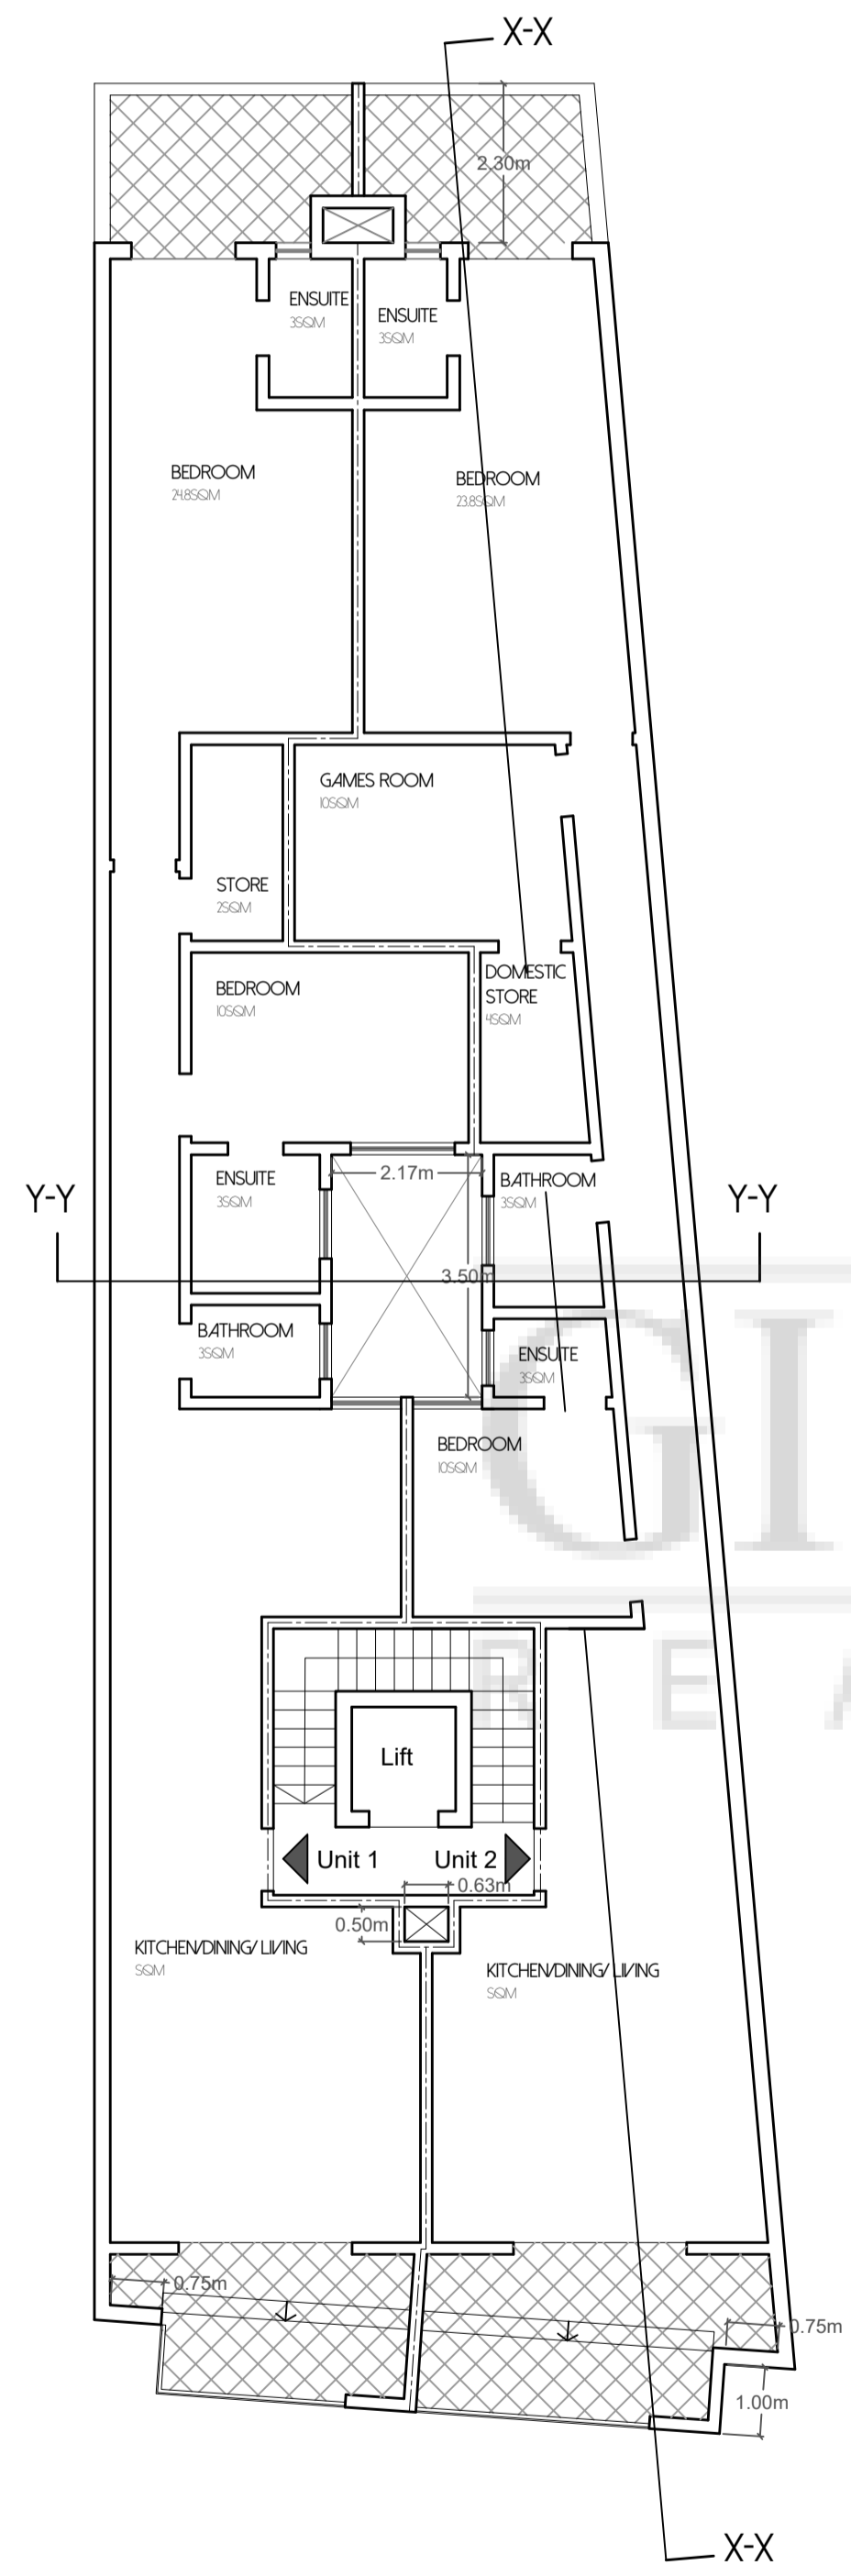 X-X
2.30m
ENSUITE
3SQM
ENSUITE
3SQM
BEDROOM
24.8SQM
BEDROOM
23.8SQM
GAMES ROOM
10SQM
STORE
2SQM
DOMESTIC
STORE
4SQM
BEDROOM
10SQM
ENSUITE
3SQM
2.17m
BATHROOM
3SQM
Y-Y
Y-Y
3.50m
BATHROOM
3SQM
ENSUITE
3SQM
BEDROOM
10SQM
GI
R E A
Lift
Unit 1
Unit 2
0.63m
0.50m
KITCHEN/DINING/ LIVING
SQM
KITCHEN/DINING/ LIVING
SQM
0.75m
0.75m
1.00m
X-X